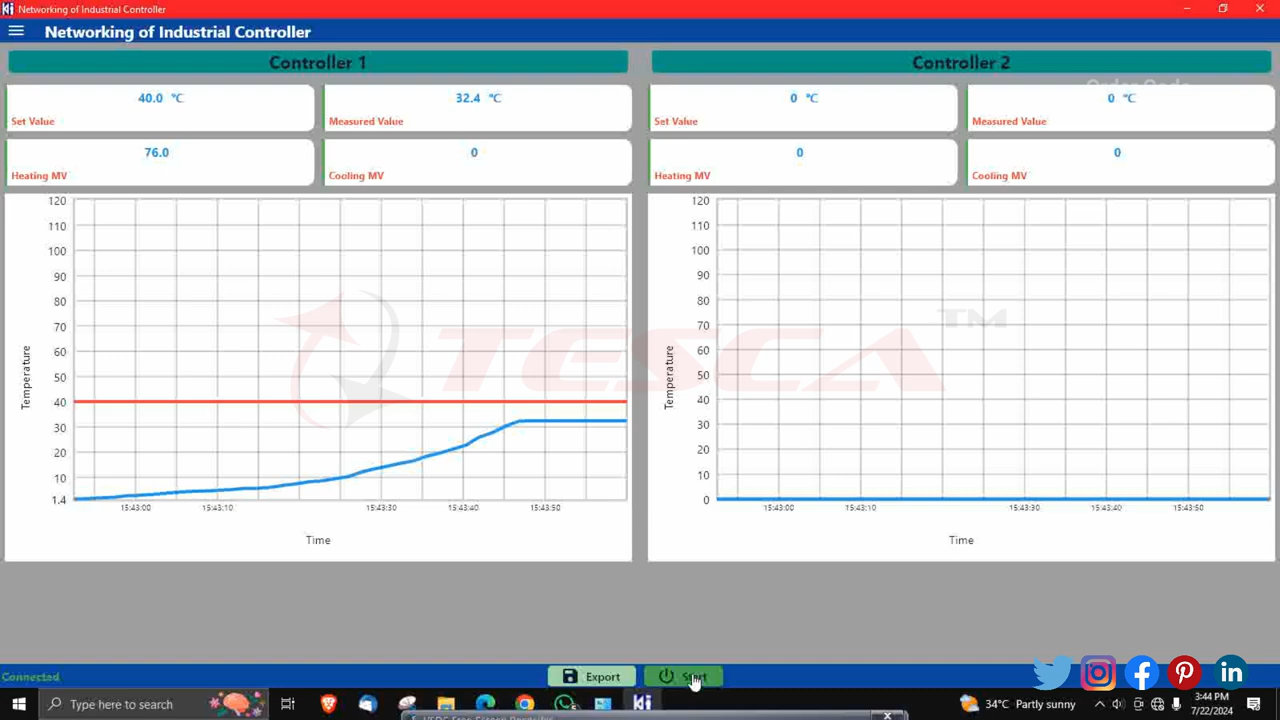 Networking of Industrial Controller
Networking of Industrial Controller
Controller 1
40.0 °C
Set Value
32.4 °C
Measured Value
76.0
Heating MV
0
Cooling MV
120
110
100
90
80
70
60
50
40
30
20
10
1.4
Temperature
15:43:00 15:43:10 15:43:30 15:43:40 15:43:50
Time
Controller 2
Order Code
0 °C
Set Value
0 °C
Measured Value
0
Heating MV
0
Cooling MV
120
110
100
90
80
70
60
50
40
30
20
10
0
Temperature
15:43:00 15:43:10 15:43:30 15:43:40 15:43:50
Time
TESCA TM
Connected
Export
Start
Type here to search
34°C Partly sunny
3:44 PM
7/22/2024